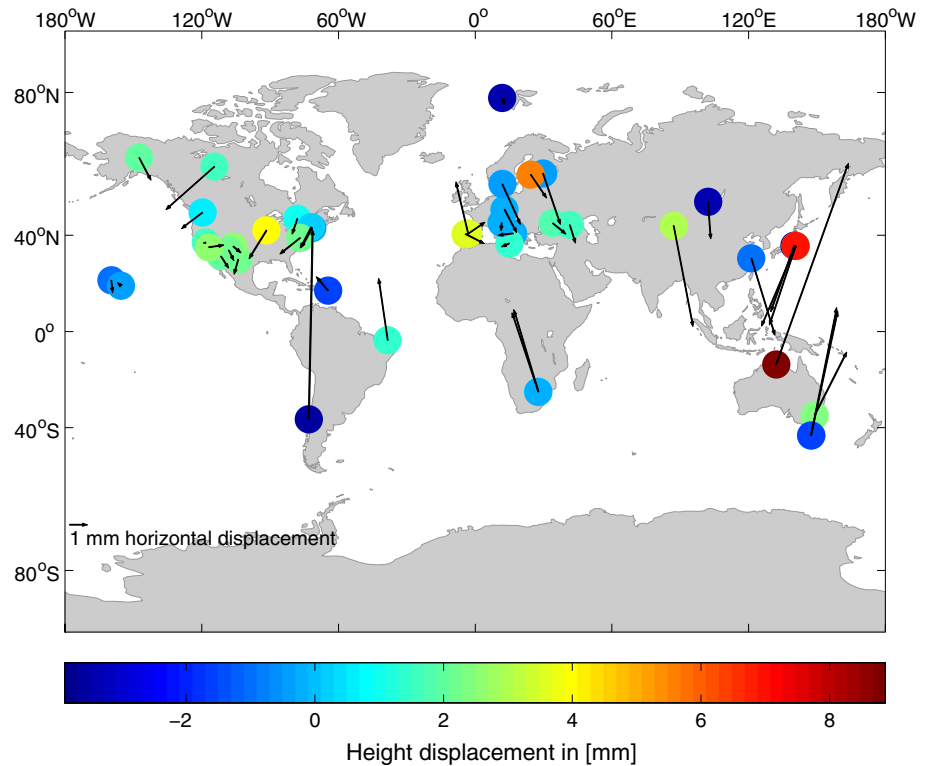 180°W 120°W 60°W 0° 60°E 120°E 180°W
80°N
40°N
0°
40°S
1 mm horizontal displacement
80°S
−2 0 2 4 6 8
Height displacement in [mm]